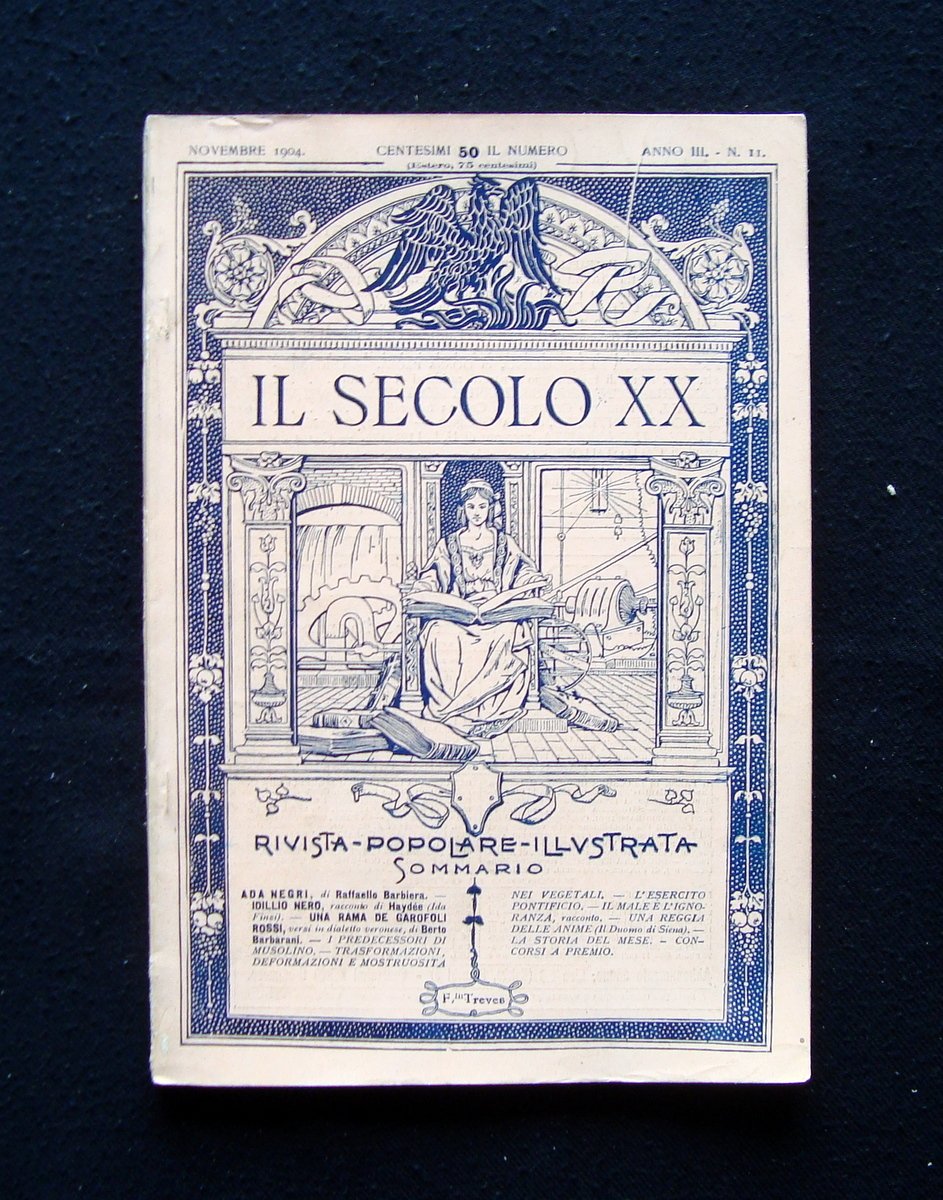 NOVEMBRE 1904.
CENTESIMI 50 IL NUMERO
(Estero, 75 centesimi)
ANNO III. - N. 11.
IL SECOLO XX
RIVISTA-POPOLARE-ILLVSTRATA
SOMMARIO
ADA NEGRI, di Raffaello Barbiera. —
IDILLIO NERO, racconto di Haydée (Ida
Finzi). — UNA RAMA DE GAROFOLI
ROSSI, versi in dialetto veronese, di Berto
Barbarani. — I PREDECESSORI DI
MUSOLINO. — TRASFORMAZIONI,
DEFORMAZIONI E MOSTRUOSITÀ
NEI VEGETALI. — L'ESERCITO
PONTIFICIO. — IL MALE E L'IGNO-
RANZA, racconto. — UNA REGGIA
DELLE ANIME (Il Duomo di Siena). —
LA STORIA DEL MESE. - CON-
CORSI A PREMIO.
F.lli Treves